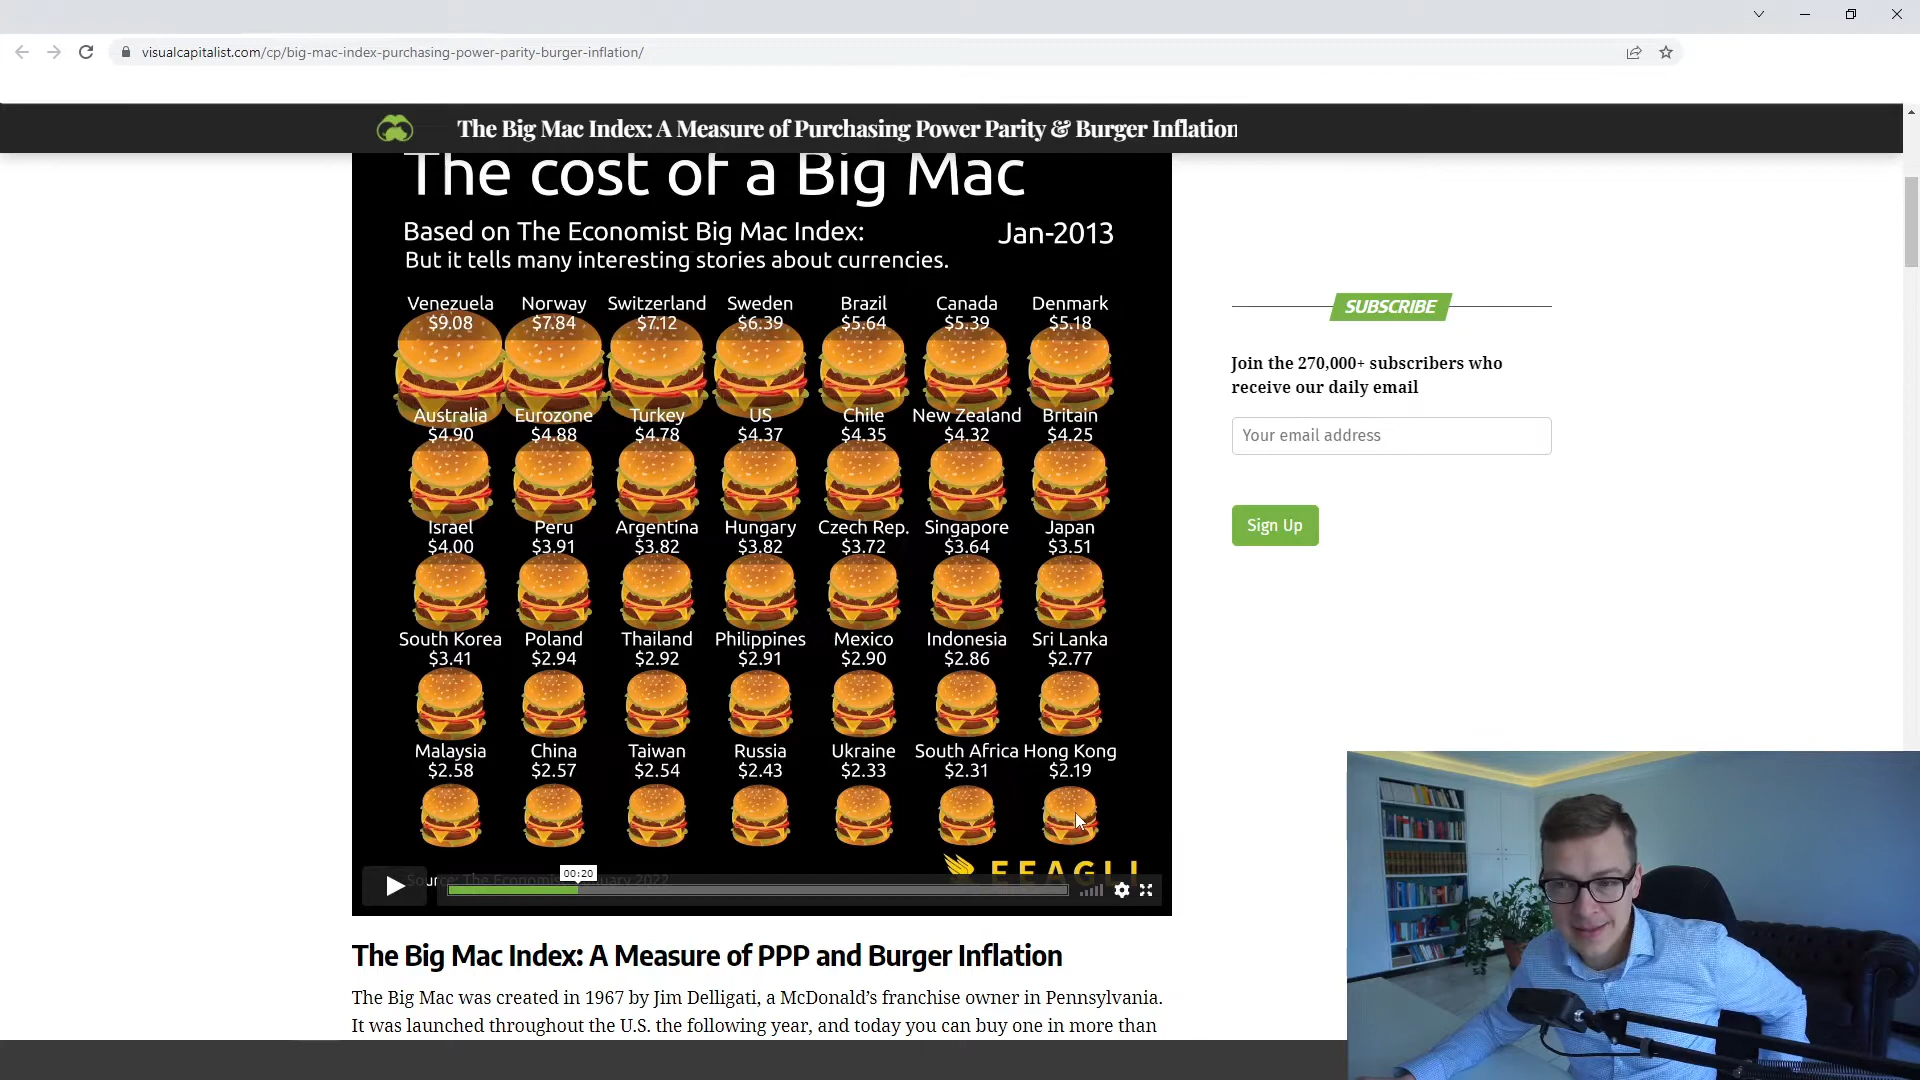 visualcapitalist.com/cp/big-mac-index-purchasing-power-parity-burger-inflation/
The Big Mac Index: A Measure of Purchasing Power Parity & Burger Inflation
The cost of a Big Mac
Based on The Economist Big Mac Index:
Jan-2013
But it tells many interesting stories about currencies.
Venezuela Norway Switzerland Sweden Brazil Canada Denmark
$9.08 $7.84 $7.12 $6.39 $5.64 $5.39 $5.18
Australia Eurozone Turkey US Chile New Zealand Britain
$4.90 $4.88 $4.78 $4.37 $4.35 $4.32 $4.25
Israel Peru Argentina Hungary Czech Rep. Singapore Japan
$4.00 $3.91 $3.82 $3.82 $3.72 $3.64 $3.51
South Korea Poland Thailand Philippines Mexico Indonesia Sri Lanka
$3.41 $2.94 $2.92 $2.91 $2.90 $2.86 $2.77
Malaysia China Taiwan Russia Ukraine South Africa Hong Kong
$2.58 $2.57 $2.54 $2.43 $2.33 $2.31 $2.19
00:20
The Economist
2022
SUBSCRIBE
Join the 270,000+ subscribers who
receive our daily email
Your email address
Sign Up
The Big Mac Index: A Measure of PPP and Burger Inflation
The Big Mac was created in 1967 by Jim Delligati, a McDonald’s franchise owner in Pennsylvania.
It was launched throughout the U.S. the following year, and today you can buy one in more than